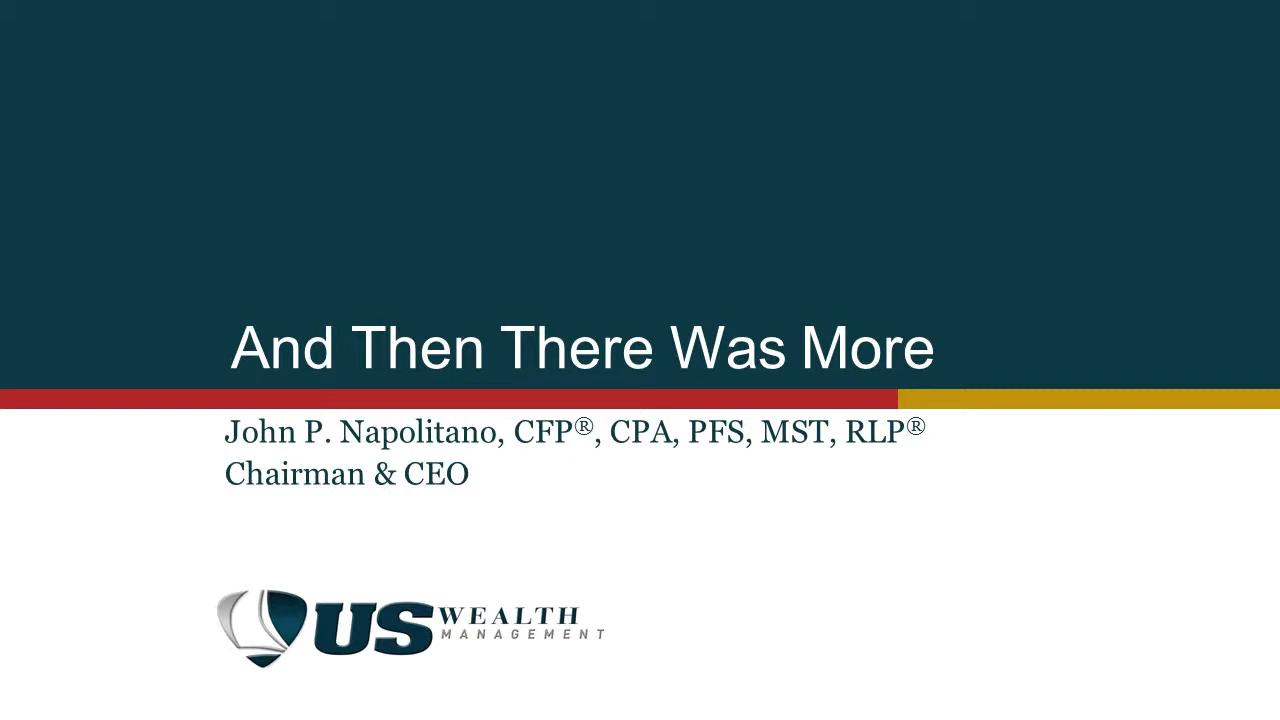 And Then There Was More
John P. Napolitano, CFP®, CPA, PFS, MST, RLP®
Chairman & CEO
US WEALTH
MANAGEMENT